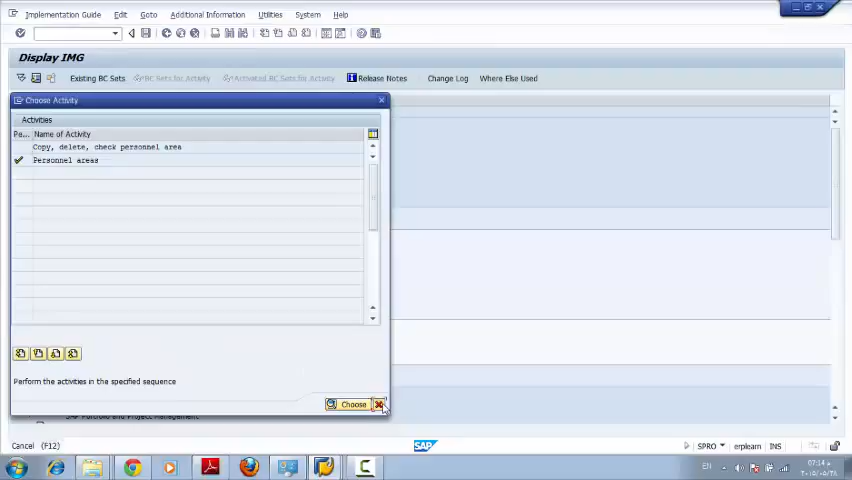 Implementation Guide Edit Goto Additional Information Utilities System Help
Display IMG
Existing BC Sets BC Sets for Activity Activated BC Sets for Activity Release Notes Change Log Where Else Used
Choose Activity
Activities
Pe... Name of Activity
Copy, delete, check personnel area
Personnel areas
Perform the activities in the specified sequence
Choose
SAP Portfolio and Project Management
Cancel (F12) SAP SPRO erplearn INS
EN